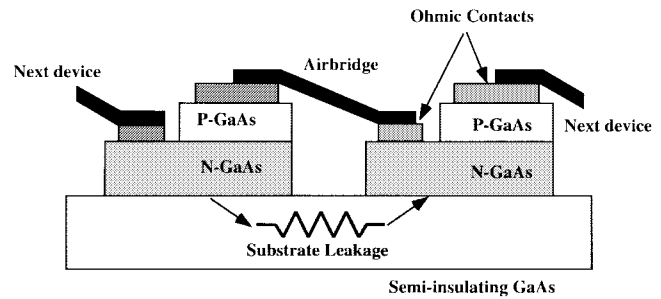 Ohmic Contacts
Next device
Airbridge
P-GaAs
P-GaAs
Next device
N-GaAs
N-GaAs
Substrate Leakage
Semi-insulating GaAs